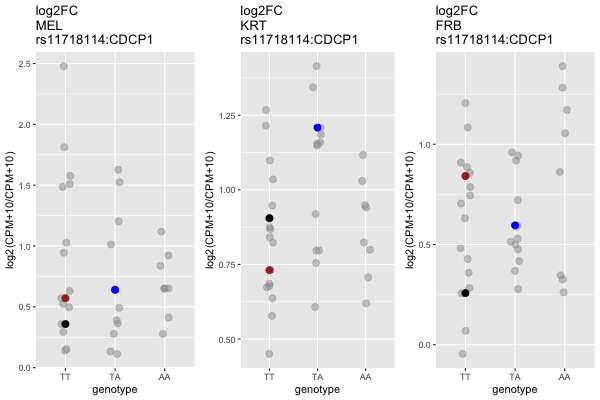 log2FC
MEL
rs11718114:CDCP1
log2(CPM+10/CPM+10)
2.5
2.0
1.5
1.0
0.5
0.0
TT TA AA
genotype
log2FC
KRT
rs11718114:CDCP1
log2(CPM+10/CPM+10)
1.25
1.00
0.75
0.50
TT TA AA
genotype
log2FC
FRB
rs11718114:CDCP1
log2(CPM+10/CPM+10)
1.0
0.5
0.0
TT TA AA
genotype